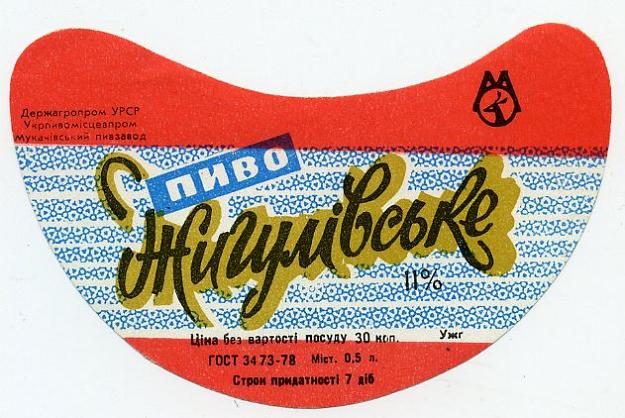 Держагропром УРСР
Укрпивомісцевпром
Мукачівський пивзавод
пиво
Жигулівське
11%
Ціна без вартості посуду 30 коп. Ужг
ГОСТ 3473-78 Міст. 0,5 л.
Строк придатності 7 діб